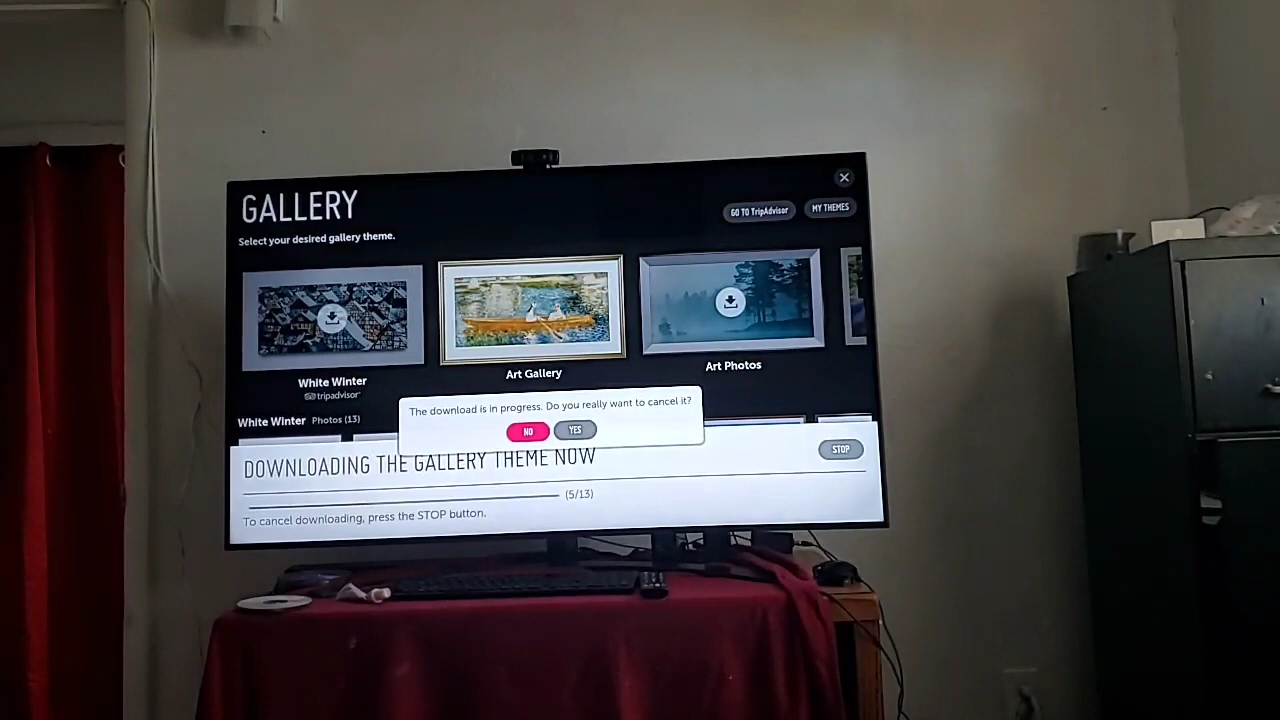 GALLERY
GO TO TripAdvisor
MY THEMES
Select your desired gallery theme.
White Winter
tripadvisor
Art Gallery
Art Photos
The download is in progress. Do you really want to cancel it?
NO
YES
White Winter Photos (13)
DOWNLOADING THE GALLERY THEME NOW
STOP
(5/13)
To cancel downloading, press the STOP button.